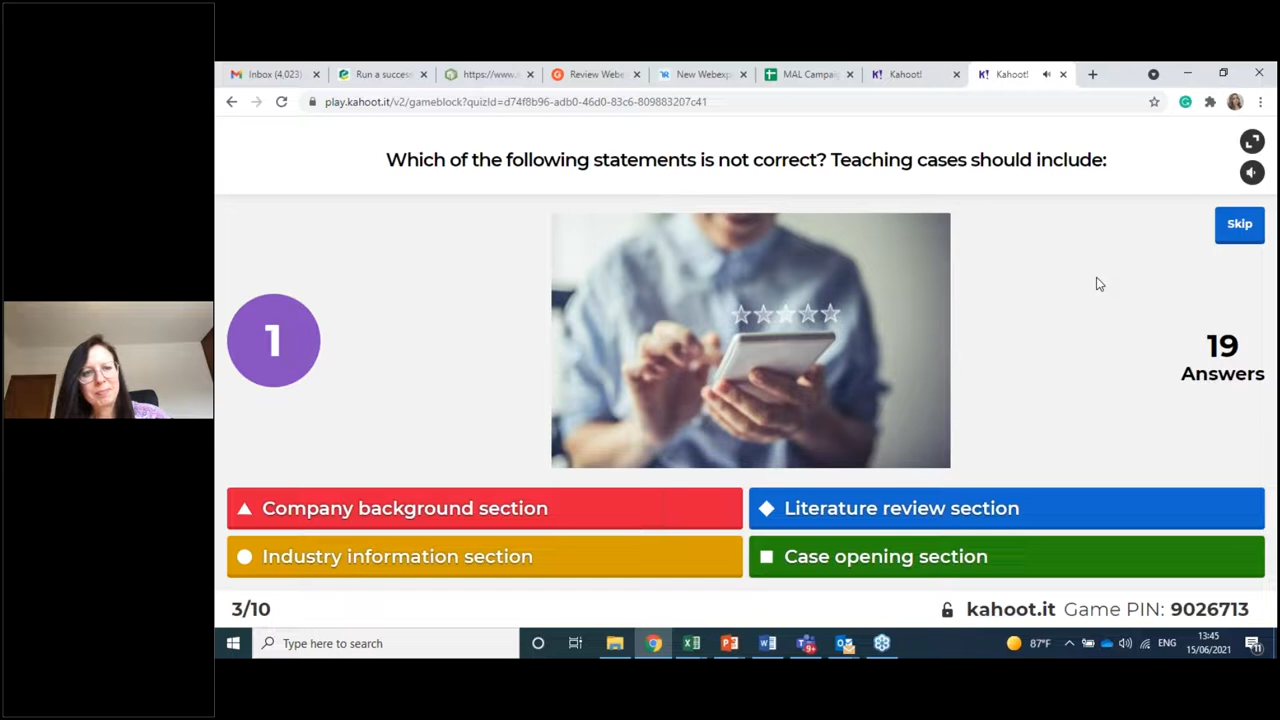 Inbox (4,023)
Run a succes
https://www.
Review Webe
New Webexp
MAL Campai
K! Kahoot!
K! Kahoot!
play.kahoot.it/v2/gameblock?quizId=d74f8b96-adb0-46d0-83c6-809883207c41
Which of the following statements is not correct? Teaching cases should include:
Skip
1
19
Answers
Company background section
Literature review section
Industry information section
Case opening section
3/10
kahoot.it Game PIN: 9026713
Type here to search
9+
87°F
ENG
13:45
15/06/2021
11